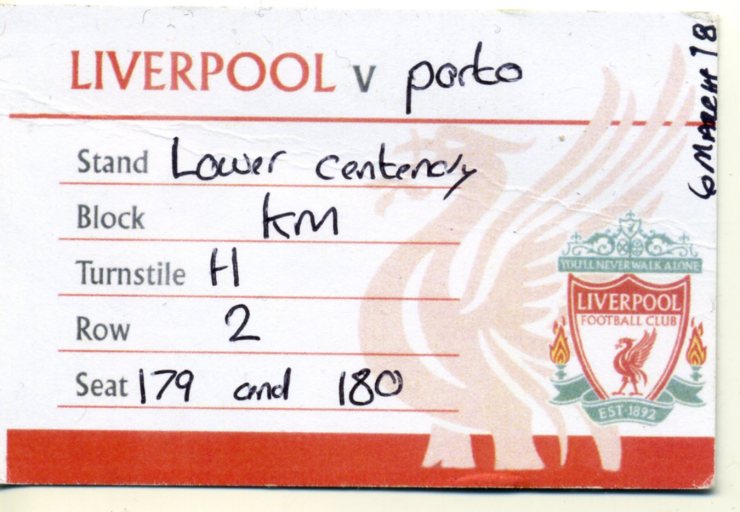 LIVERPOOL v porto
6 MARCH 18
Stand Lower centenary
Block KM
Turnstile H
Row 2
Seat 179 and 180
YOU'LL NEVER WALK ALONE
LIVERPOOL
FOOTBALL CLUB
EST·1892